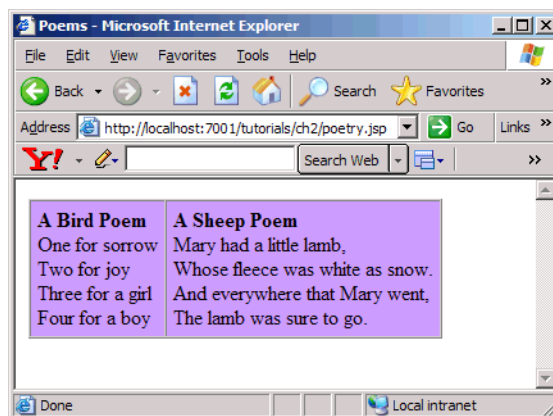 Poems - Microsoft Internet Explorer
File Edit View Favorites Tools Help
Back Search Favorites »
Address http://localhost:7001/tutorials/ch2/poetry.jsp Go Links »
Y! Search Web »
A Bird Poem
One for sorrow
Two for joy
Three for a girl
Four for a boy
A Sheep Poem
Mary had a little lamb,
Whose fleece was white as snow.
And everywhere that Mary went,
The lamb was sure to go.
Done Local intranet